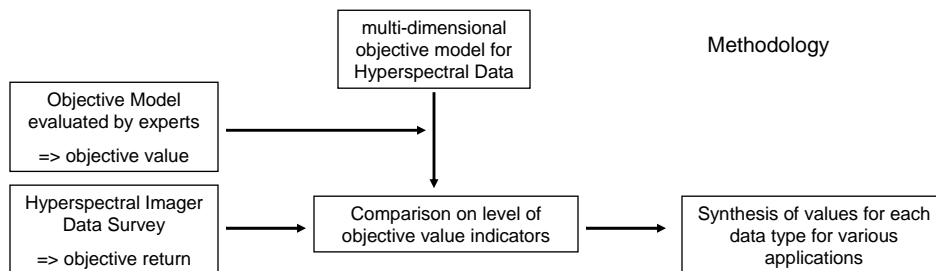 multi-dimensional
objective model for
Hyperspectral Data
Methodology
Objective Model
evaluated by experts
=> objective value
Hyperspectral Imager
Data Survey
=> objective return
Comparison on level of
objective value indicators
Synthesis of values for each
data type for various
applications